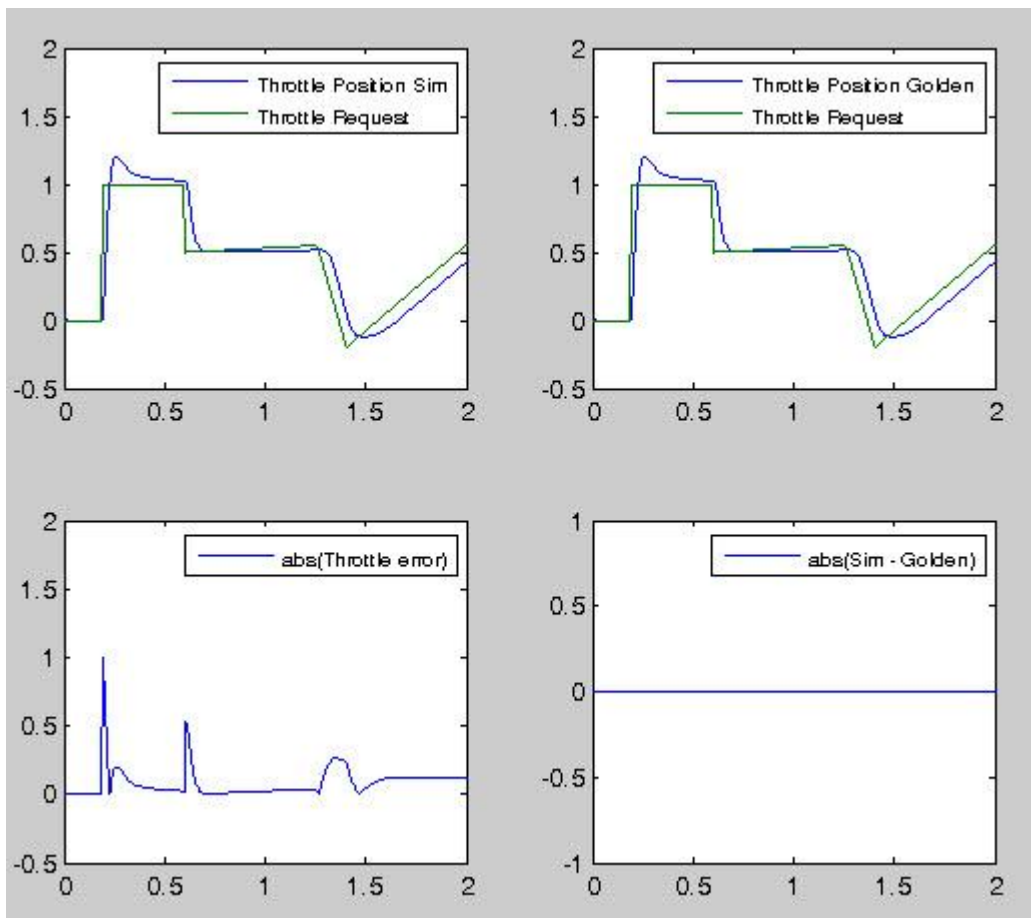 2
1.5
1
0.5
0
-0.5
0 0.5 1 1.5 2
Throttle Position Sim
Throttle Request
2
1.5
1
0.5
0
-0.5
0 0.5 1 1.5 2
Throttle Position Golden
Throttle Request
2
1.5
1
0.5
0
-0.5
0 0.5 1 1.5 2
abs(Throttle error)
1
0.5
0
-0.5
-1
0 0.5 1 1.5 2
abs(Sim - Golden)